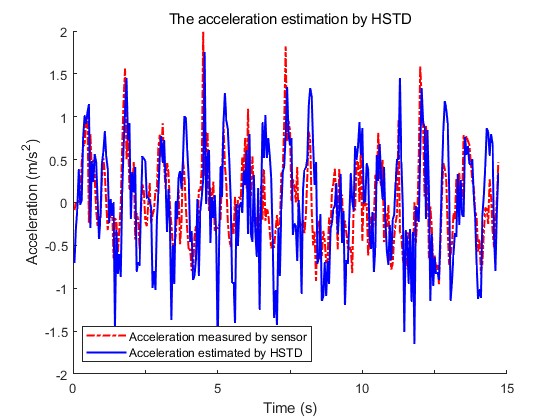 The acceleration estimation by HSTD
Acceleration (m/s²)
2
1.5
1
0.5
0
-0.5
-1
-1.5
-2
Acceleration measured by sensor
Acceleration estimated by HSTD
0 5 10 15
Time (s)